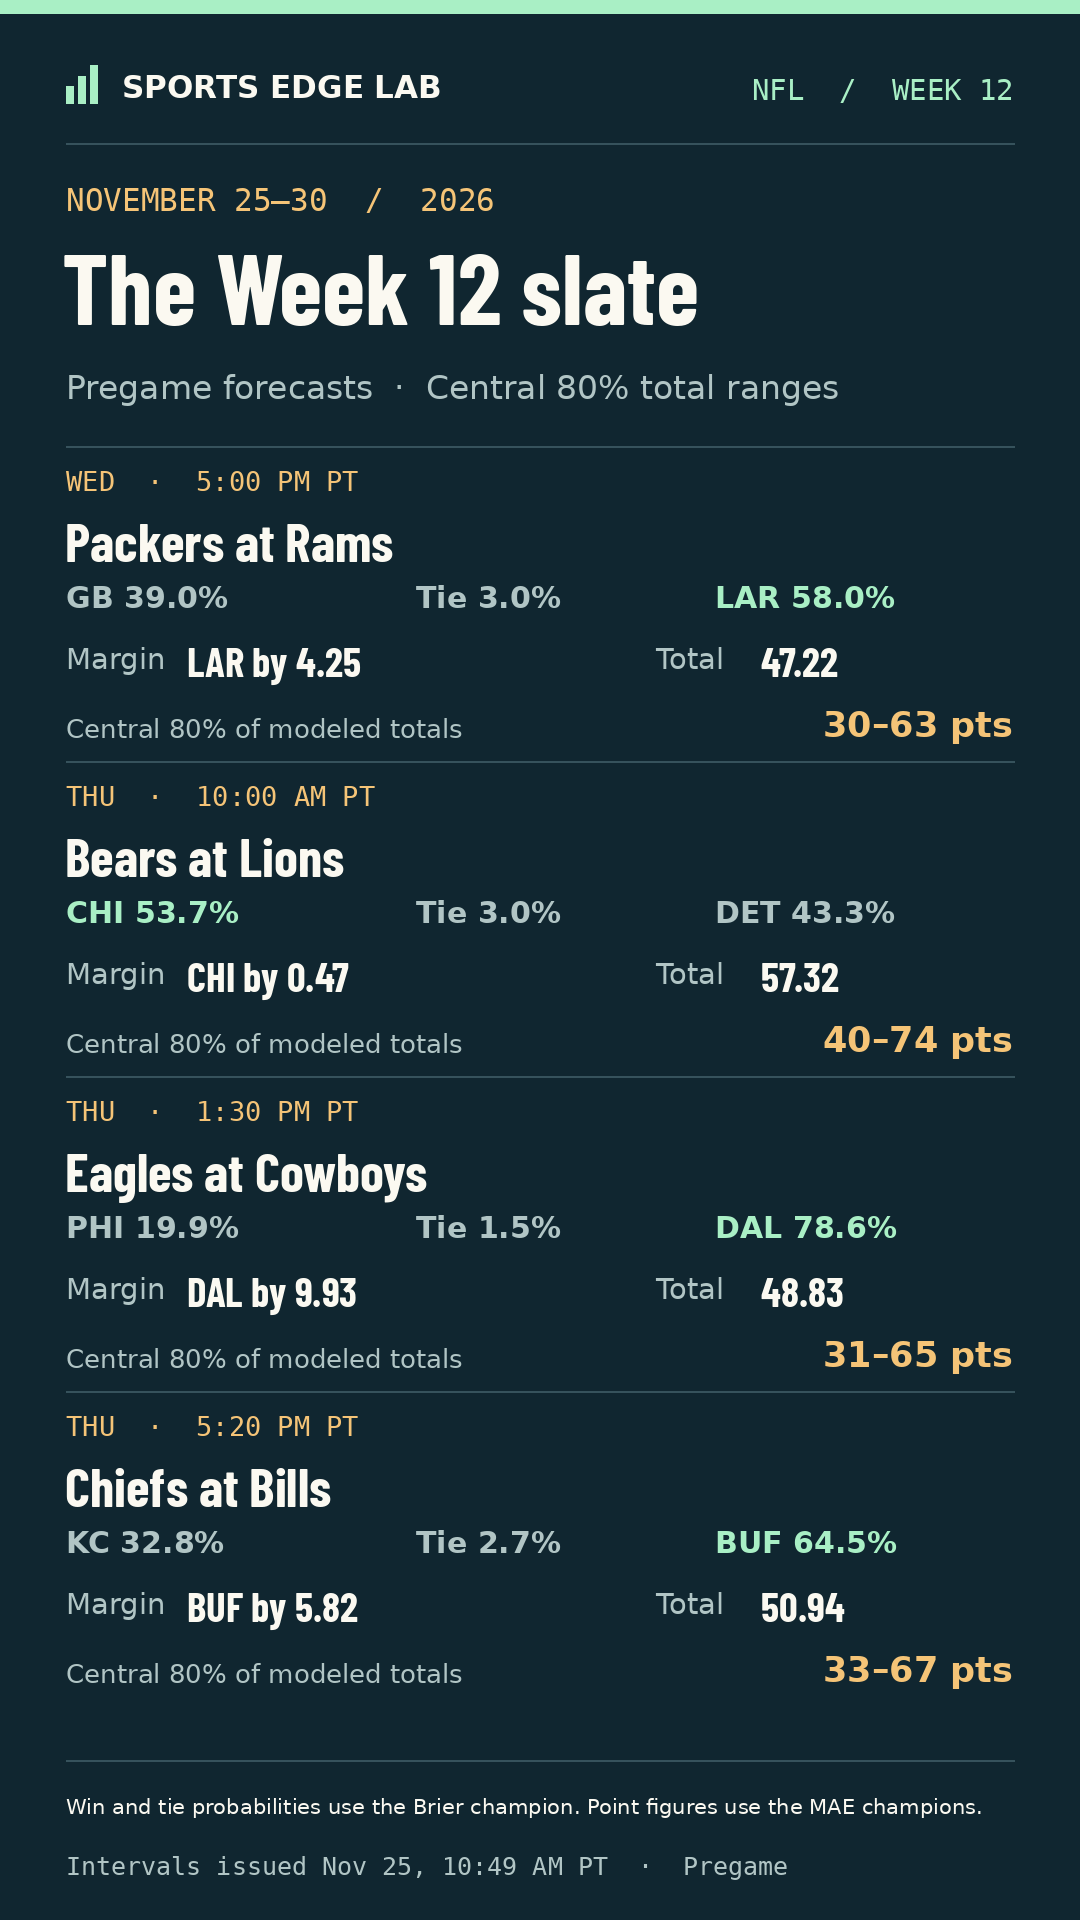 SPORTS EDGE LAB
NFL / WEEK 12
NOVEMBER 25–30 / 2026
The Week 12 slate
Pregame forecasts · Central 80% total ranges
WED · 5:00 PM PT
Packers at Rams
GB 39.0% Tie 3.0% LAR 58.0%
Margin LAR by 4.25 Total 47.22
Central 80% of modeled totals 30–63 pts
THU · 10:00 AM PT
Bears at Lions
CHI 53.7% Tie 3.0% DET 43.3%
Margin CHI by 0.47 Total 57.32
Central 80% of modeled totals 40–74 pts
THU · 1:30 PM PT
Eagles at Cowboys
PHI 19.9% Tie 1.5% DAL 78.6%
Margin DAL by 9.93 Total 48.83
Central 80% of modeled totals 31–65 pts
THU · 5:20 PM PT
Chiefs at Bills
KC 32.8% Tie 2.7% BUF 64.5%
Margin BUF by 5.82 Total 50.94
Central 80% of modeled totals 33–67 pts
Win and tie probabilities use the Brier champion. Point figures use the MAE champions.
Intervals issued Nov 25, 10:49 AM PT · Pregame